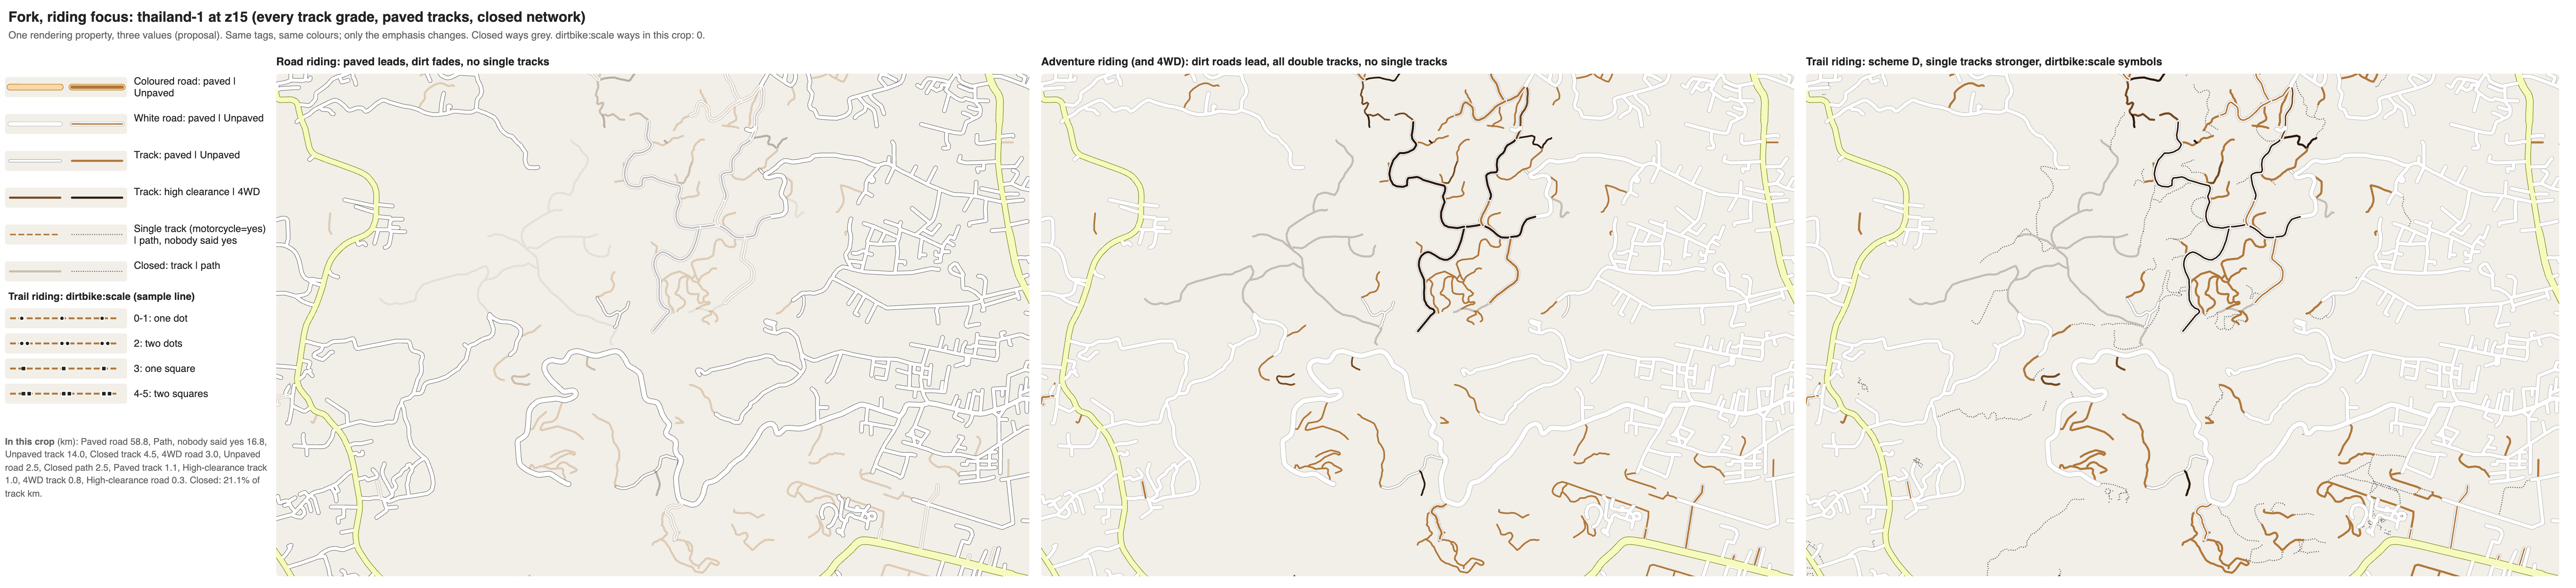 Fork, riding focus: thailand-1 at z15 (every track grade, paved tracks, closed network)
One rendering property, three values (proposal). Same tags, same colours; only the emphasis changes. Closed ways grey. dirtbike:scale ways in this crop: 0.
Road riding: paved leads, dirt fades, no single tracks
Adventure riding (and 4WD): dirt roads lead, all double tracks, no single tracks
Trail riding: scheme D, single tracks stronger, dirtbike:scale symbols
Coloured road: paved |
Unpaved
White road: paved | Unpaved
Track: paved | Unpaved
Track: high clearance | 4WD
Single track (motorcycle=yes)
| path, nobody said yes
Closed: track | path
Trail riding: dirtbike:scale (sample line)
0-1: one dot
2: two dots
3: one square
4-5: two squares
In this crop (km): Paved road 58.8, Path, nobody said yes 16.8,
Unpaved track 14.0, Closed track 4.5, 4WD road 3.0, Unpaved
road 2.5, Closed path 2.5, Paved track 1.1, High-clearance track
1.0, 4WD track 0.8, High-clearance road 0.3. Closed: 21.1% of
track km.